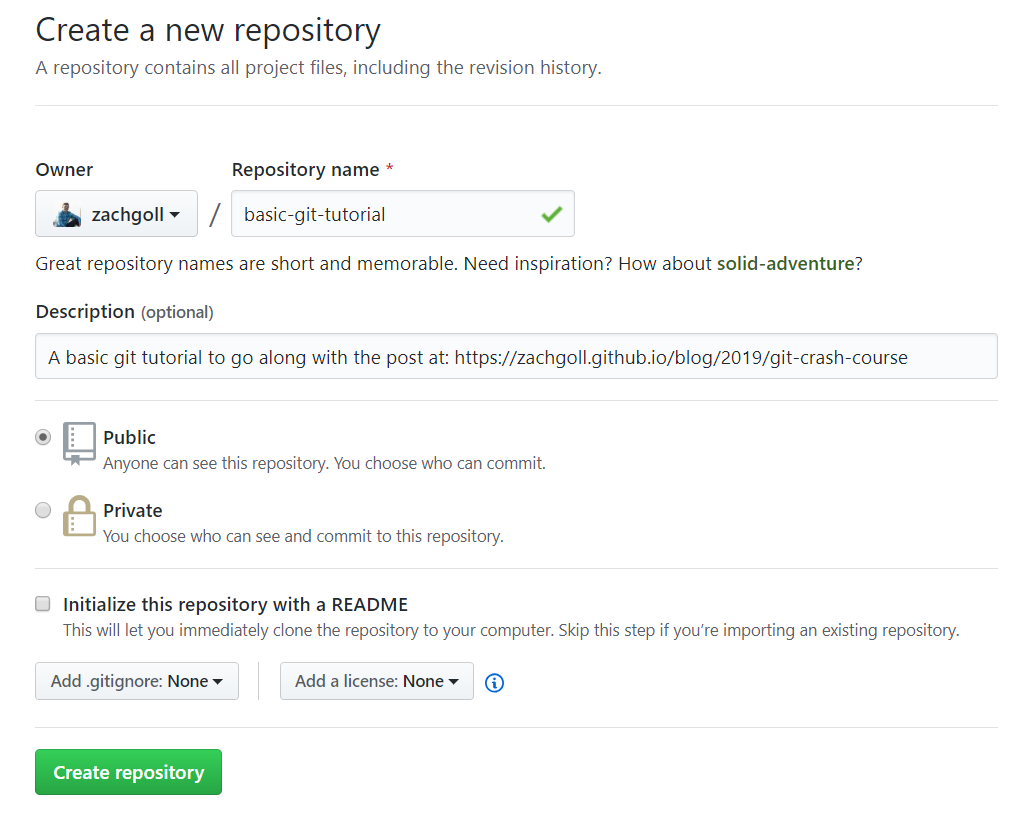 Create a new repository
A repository contains all project files, including the revision history.
Owner
Repository name *
zachgoll
/
basic-git-tutorial
Great repository names are short and memorable. Need inspiration? How about solid-adventure?
Description (optional)
A basic git tutorial to go along with the post at: https://zachgoll.github.io/blog/2019/git-crash-course
Public
Anyone can see this repository. You choose who can commit.
Private
You choose who can see and commit to this repository.
Initialize this repository with a README
This will let you immediately clone the repository to your computer. Skip this step if you’re importing an existing repository.
Add .gitignore: None
Add a license: None
Create repository